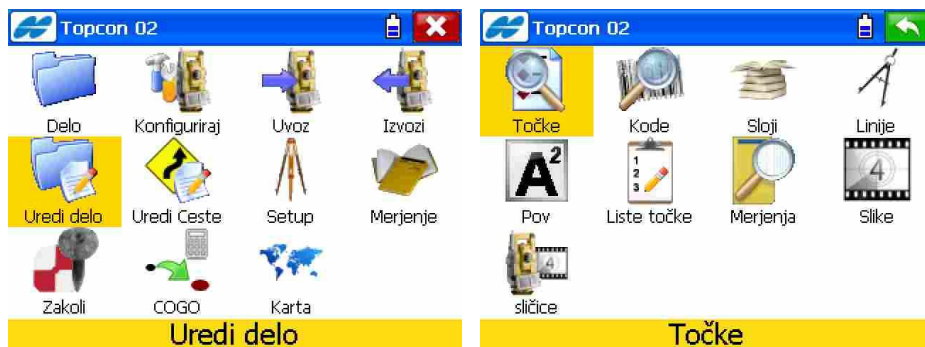 Topcon 02
Delo Konfiguriraj Uvoz Izvozi
Uredi delo Uredi Ceste Setup Merjenje
Zakoli COGO Karta
Uredi delo
Topcon 02
Točke Kode Sloji Linije
A2 1 2 3 4
Pov Liste točke Merjenja Slike
4
sličice
Točke